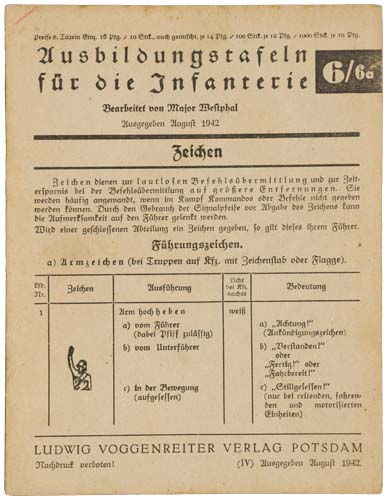 Preise d. Tafeln Einz. 16 Pfg. / 10 Stck., auch gemischt, je 14 Pfg. / 100 Stck. je 12 Pfg. / 1000 Stck. je 10 Pfg.
Ausbildungstafeln
für die Infanterie
6/6a
Bearbeitet von Major Westphal
Ausgegeben August 1942
Zeichen
Zeichen dienen zur lautlosen Befehlsübermittlung und zur Zeit-
ersparnis bei der Befehlsübermittlung auf größere Entfernungen. Sie
werden häufig angewandt, wenn im Kampf Kommandos oder Befehle nicht gegeben
werden können. Durch den Gebrauch der Signalpfeife vor Abgabe des Zeichens kann
die Aufmerksamkeit auf den Führer gelenkt werden.
Wird einer geschlossenen Abteilung ein Zeichen gegeben, so gilt dieses ihrem Führer.
Führungszeichen.
a) Armzeichen (bei Truppen auf Kfz. mit Zeichenstab oder Flagge).
Lfd. Nr. Zeichen Ausführung Licht bei Kfz. nachts Bedeutung
1 Arm hochheben weiß
a) vom Führer a) „Achtung!“
(dabei Pfiff zulässig) (Ankündigungszeichen)
b) vom Unterführer b) „Verstanden!“
oder
„Fertig!“ oder
„Fahrbereit!“
c) in der Bewegung c) „Stillgesessen!“
(aufgesessen) (nur bei reitenden, fahren-
den und motorisierten
Einheiten)
LUDWIG VOGGENREITER VERLAG POTSDAM
Nachdruck verboten! (IV) Ausgegeben August 1942.